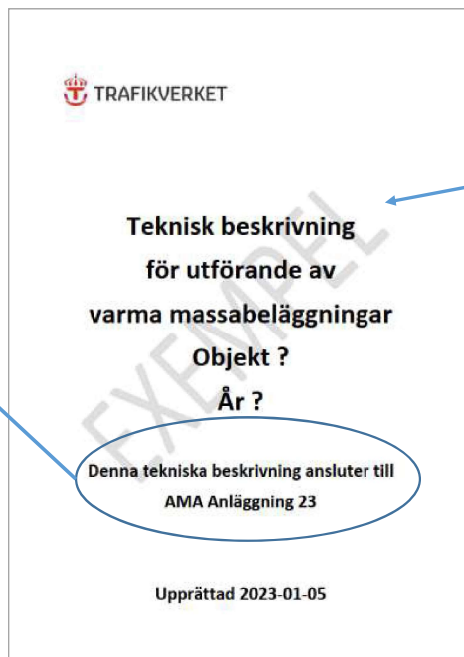 TRAFIKVERKET
Teknisk beskrivning
för utförande av
varma massabeläggningar
Objekt ?
År ?
EXEMPEL
Denna tekniska beskrivning ansluter till
AMA Anläggning 23
Upprättad 2023-01-05